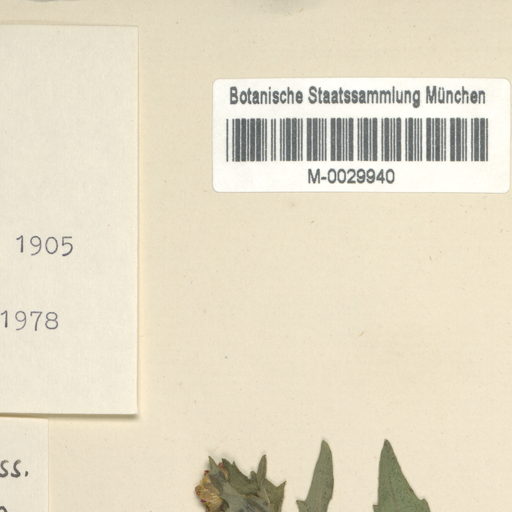 Botanische Staatssammlung München
M-0029940
1905
1978
ss.